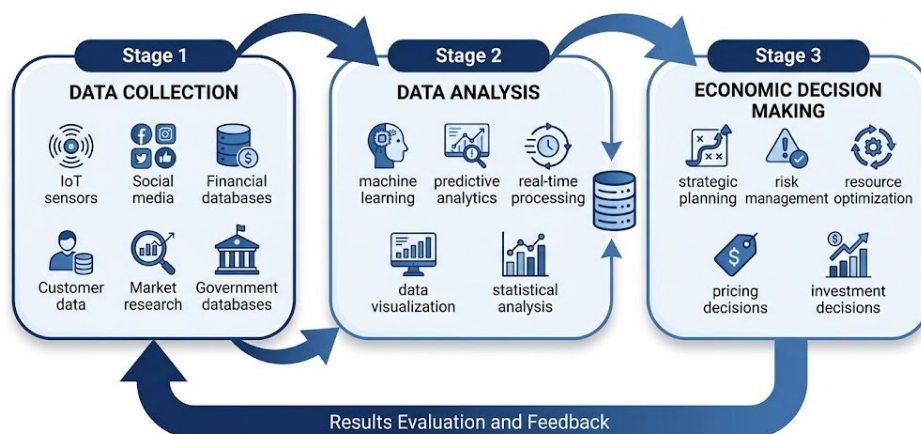 Stage 1
DATA COLLECTION
IoT
sensors
Social
media
Financial
databases
Customer
data
Market
research
Government
databases
Stage 2
DATA ANALYSIS
machine
learning
predictive
analytics
real-time
processing
data
visualization
statistical
analysis
Stage 3
ECONOMIC DECISION
MAKING
strategic
planning
risk
management
resource
optimization
pricing
decisions
investment
decisions
Results Evaluation and Feedback